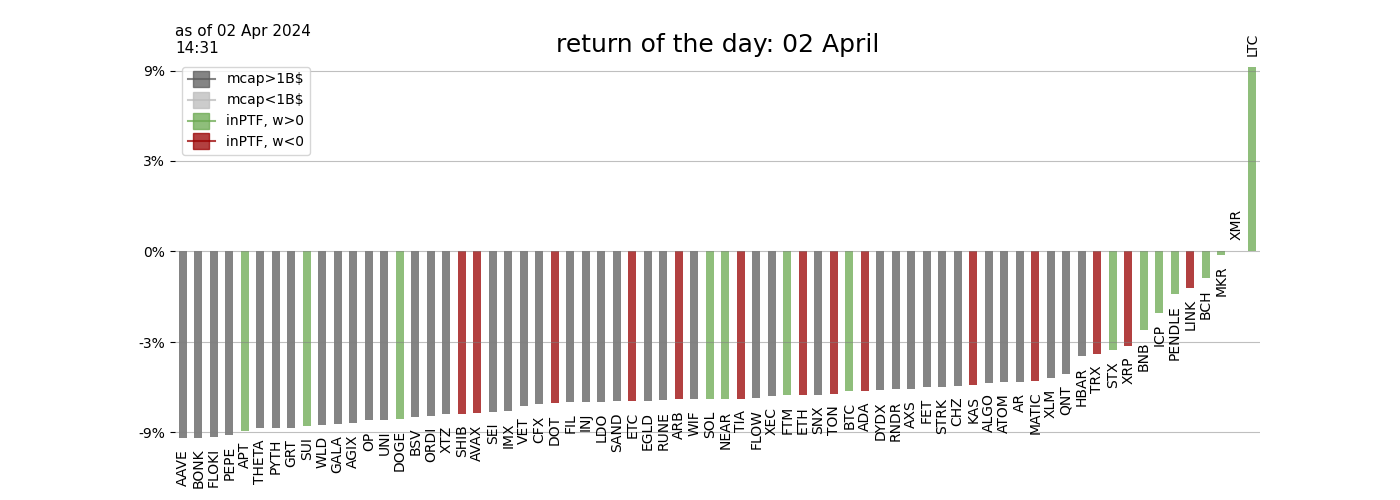 as of 02 Apr 2024
14:31
return of the day: 02 April
LTC
9%
mcap>1B$
mcap<1B$
inPTF, w>0
inPTF, w<0
3%
XMR
0%
-3%
-9%
AAVE
BONK
FLOKI
PEPE
APT
THETA
PYTH
GRT
SUI
WLD
GALA
AGIX
OP
UNI
DOGE
BSV
ORDI
XTZ
SHIB
AVAX
SEI
IMX
VET
CFX
DOT
FIL
INJ
LDO
SAND
ETC
EGLD
RUNE
ARB
WIF
SOL
NEAR
TIA
FLOW
XEC
FTM
ETH
SNX
TON
BTC
ADA
DYDX
RNDR
AXS
FET
STRK
CHZ
KAS
ALGO
ATOM
AR
MATIC
XLM
QNT
HBAR
TRX
STX
XRP
BNB
ICP
PENDLE
LINK
BCH
MKR